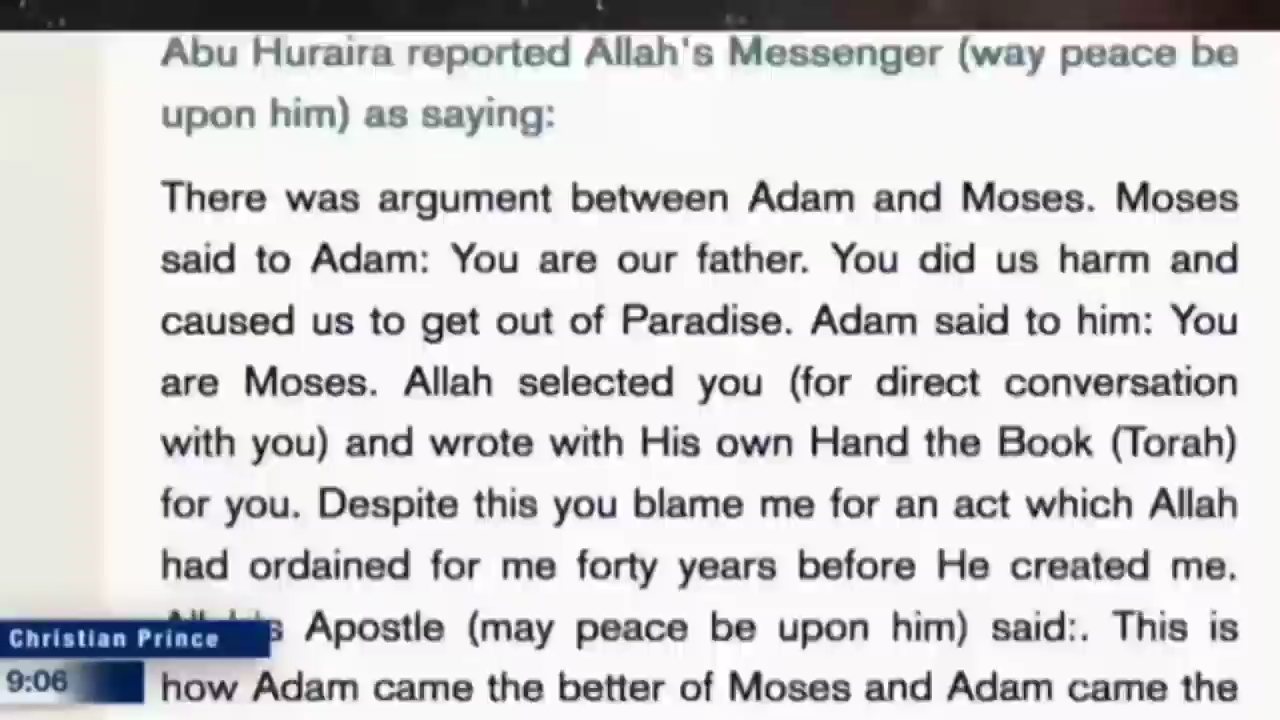 Abu Huraira reported Allah's Messenger (way peace be
upon him) as saying:
There was argument between Adam and Moses. Moses
said to Adam: You are our father. You did us harm and
caused us to get out of Paradise. Adam said to him: You
are Moses. Allah selected you (for direct conversation
with you) and wrote with His own Hand the Book (Torah)
for you. Despite this you blame me for an act which Allah
had ordained for me forty years before He created me.
Apostle (may peace be upon him) said:. This is
Christian Prince
9:06
how Adam came the better of Moses and Adam came the